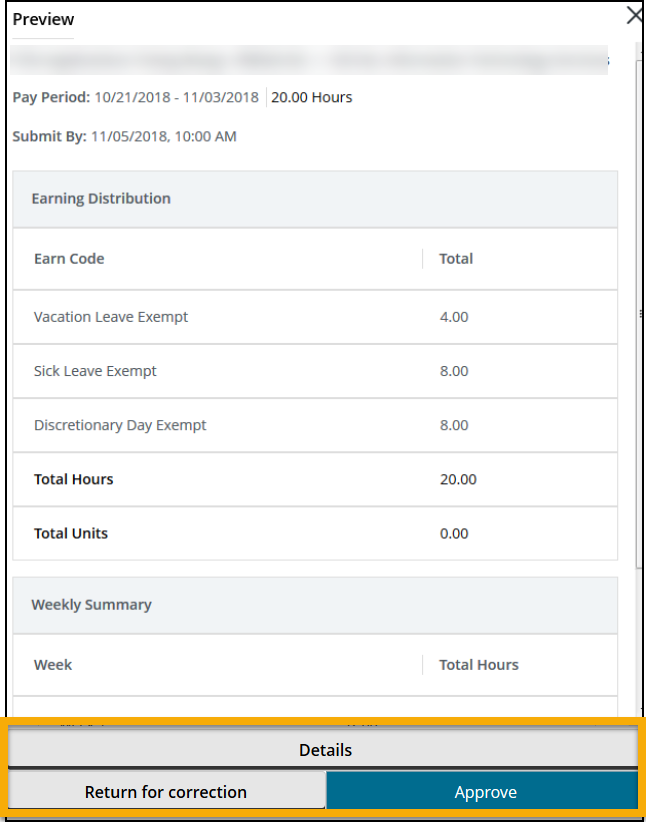 Preview
Pay Period: 10/21/2018 - 11/03/2018 20.00 Hours
Submit By: 11/05/2018, 10:00 AM
Earning Distribution
Earn Code Total
Vacation Leave Exempt 4.00
Sick Leave Exempt 8.00
Discretionary Day Exempt 8.00
Total Hours 20.00
Total Units 0.00
Weekly Summary
Week Total Hours
Details
Return for correction Approve